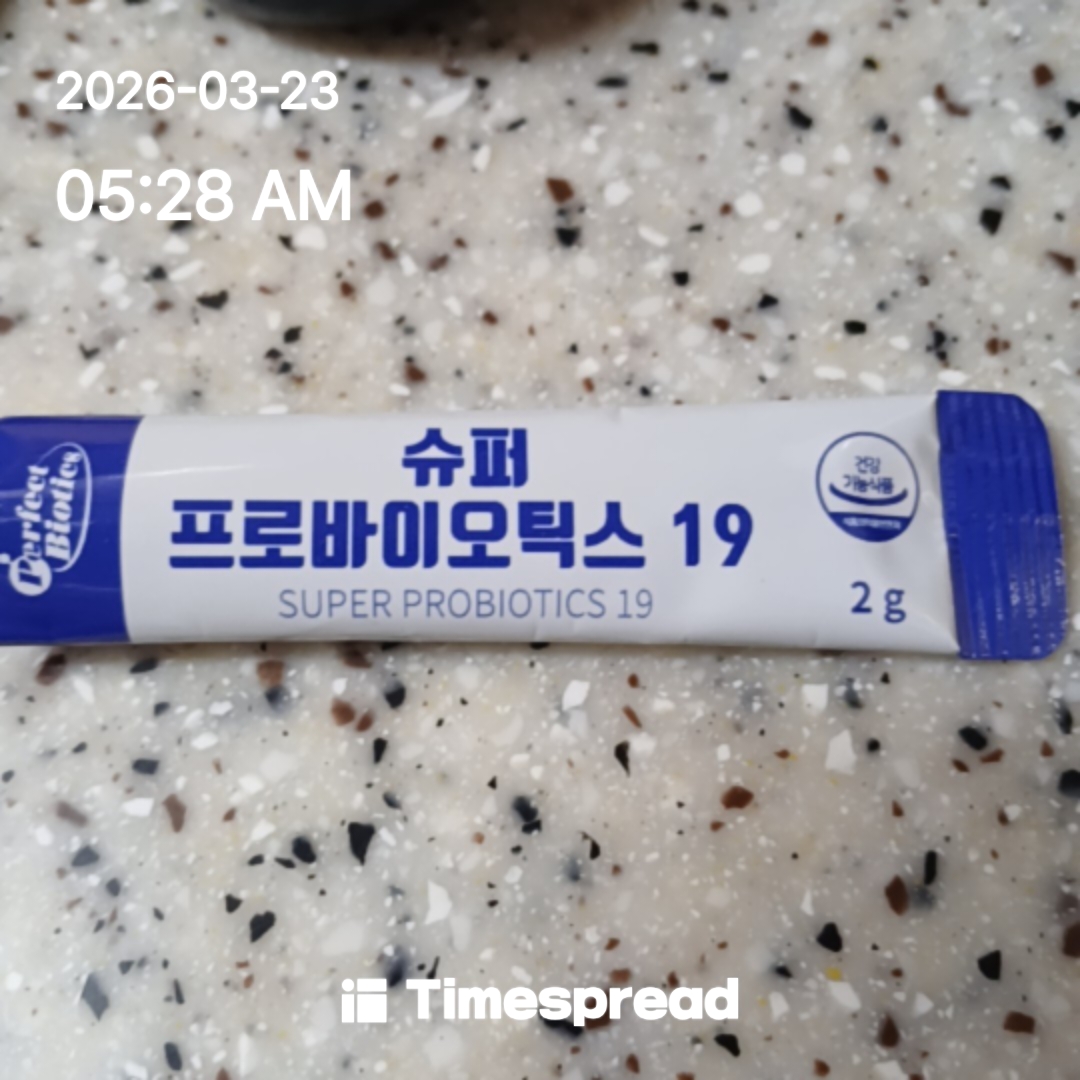 2026-03-23
05:28 AM
Perfect
Biotics
슈퍼
프로바이오틱스 19
SUPER PROBIOTICS 19
건강
기능식품
2 g
Timespread